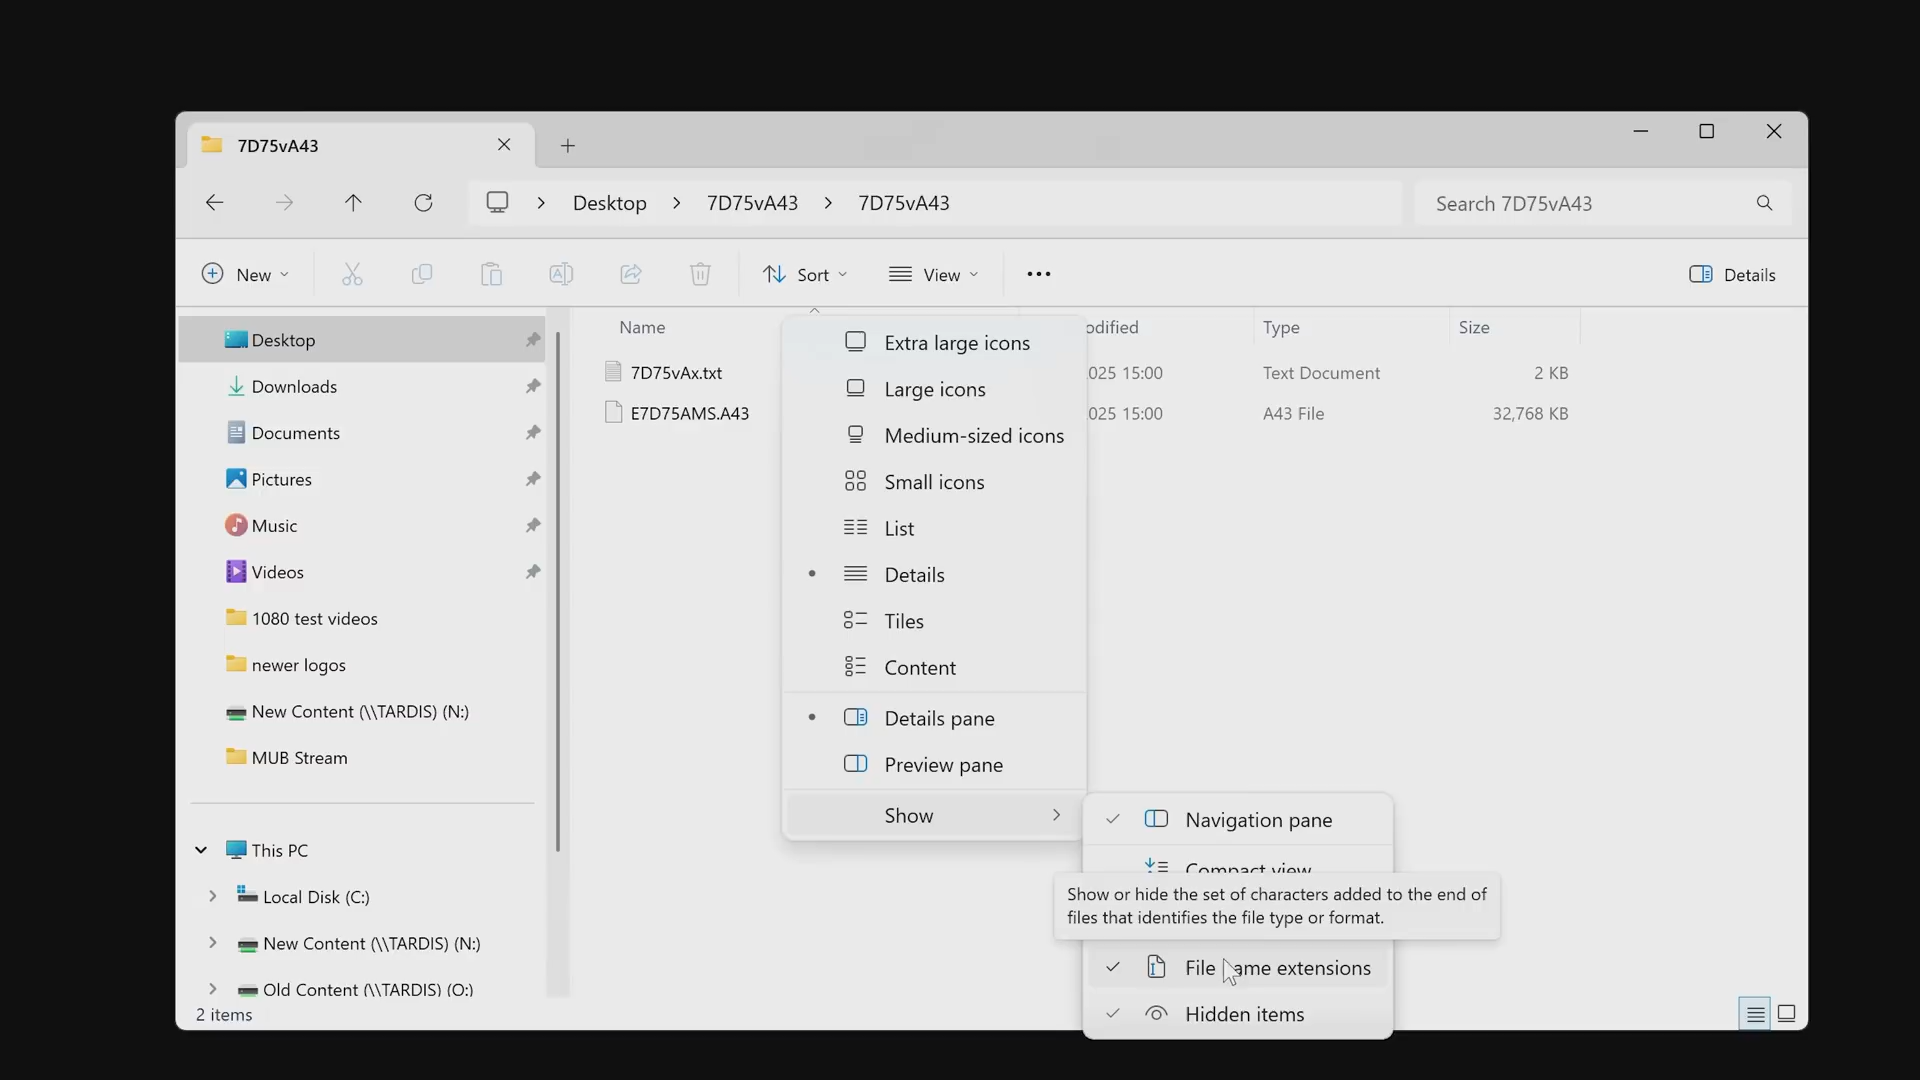 7D75vA43
Desktop
7D75vA43
7D75vA43
Search 7D75vA43
New
Sort
View
Details
Desktop
Downloads
Documents
Pictures
Music
Videos
1080 test videos
newer logos
New Content (\\TARDIS) (N:)
MUB Stream
This PC
Local Disk (C:)
New Content (\\TARDIS) (N:)
Old Content (\\TARDIS) (O:)
2 items
Name
odified
Type
Size
7D75vAx.txt
025 15:00
Text Document
2 KB
E7D75AMS.A43
025 15:00
A43 File
32,768 KB
Extra large icons
Large icons
Medium-sized icons
Small icons
List
Details
Tiles
Content
Details pane
Preview pane
Show
Navigation pane
Compact view
Show or hide the set of characters added to the end of
files that identifies the file type or format.
File name extensions
Hidden items